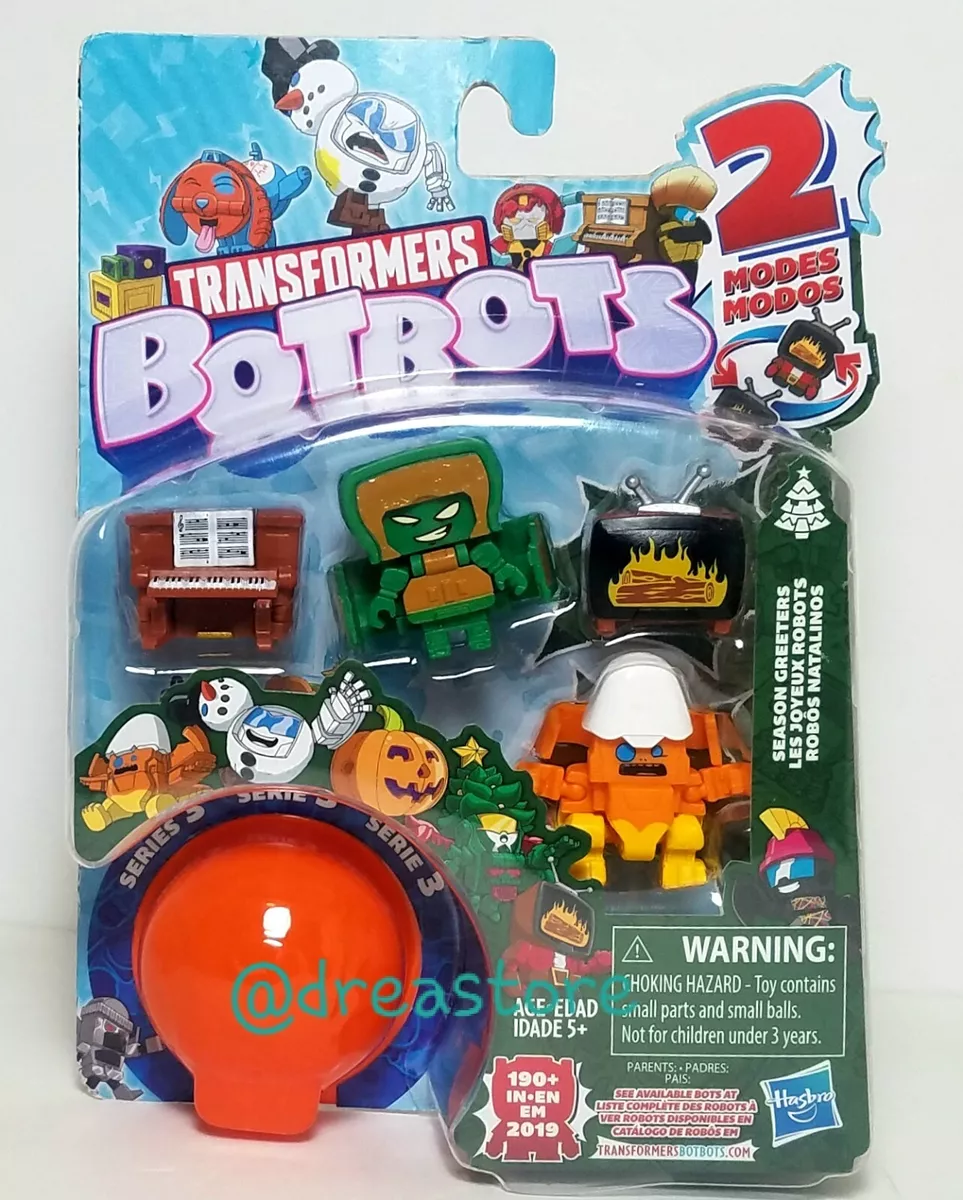 2
MODES
MODOS
TRANSFORMERS
BOTBOTS
SEASON GREETERS
LES JOYEUX ROBOTS
ROBÔS NATALINOS
SERIES 3
SERIE 3
SERIE 3
@dreastore
AGE•EDAD
IDADE 5+
WARNING:
CHOKING HAZARD - Toy contains
small parts and small balls.
Not for children under 3 years.
190+
IN•EN
EM
2019
PARENTS: • PADRES:
PAIS:
SEE AVAILABLE BOTS AT
LISTE COMPLÈTE DES ROBOTS À
VER ROBOTS DISPONIBLES EN
CATÁLOGO DE ROBÔS EM
TRANSFORMERSBOTBOTS.COM
Hasbro